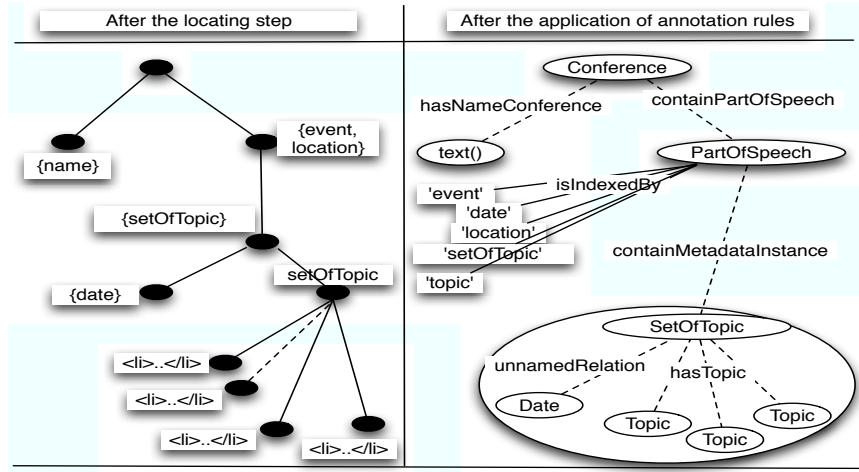 After the locating step
After the application of annotation rules
{name}
{event,
location}
{setOfTopic}
{date}
setOfTopic
<li>..</li>
<li>..</li>
<li>..</li>
<li>..</li>
Conference
hasNameConference
containPartOfSpeech
text()
PartOfSpeech
isIndexedBy
'event'
'date'
'location'
'setOfTopic'
'topic'
containMetadataInstance
SetOfTopic
unnamedRelation
hasTopic
Date
Topic
Topic
Topic